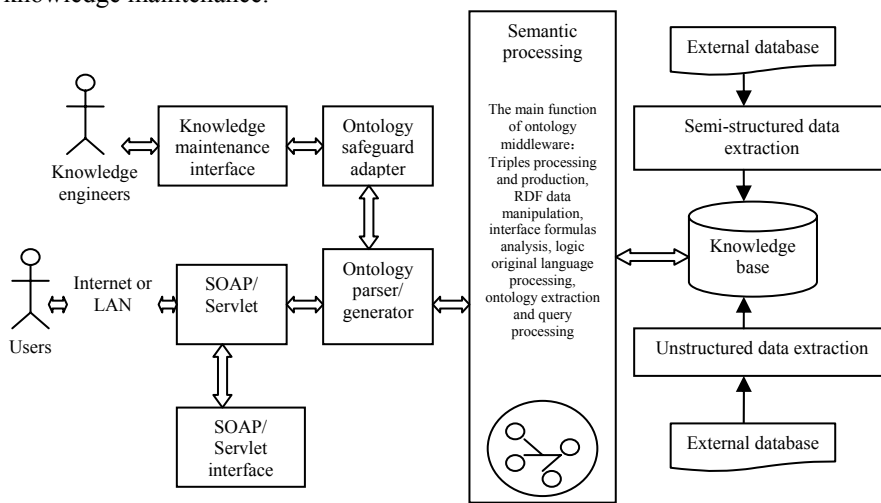 knowledge maintenance.
Semantic
processing
The main function
of ontology
middleware：
Triples processing
and production,
RDF data
manipulation,
interface formulas
analysis, logic
original language
processing,
ontology extraction
and query
processing
External database
Semi-structured data
extraction
Knowledge
base
Unstructured data extraction
External database
Knowledge
engineers
Knowledge
maintenance
interface
Ontology
safeguard
adapter
Users
Internet or
LAN
SOAP/
Servlet
Ontology
parser/
generator
SOAP/
Servlet
interface